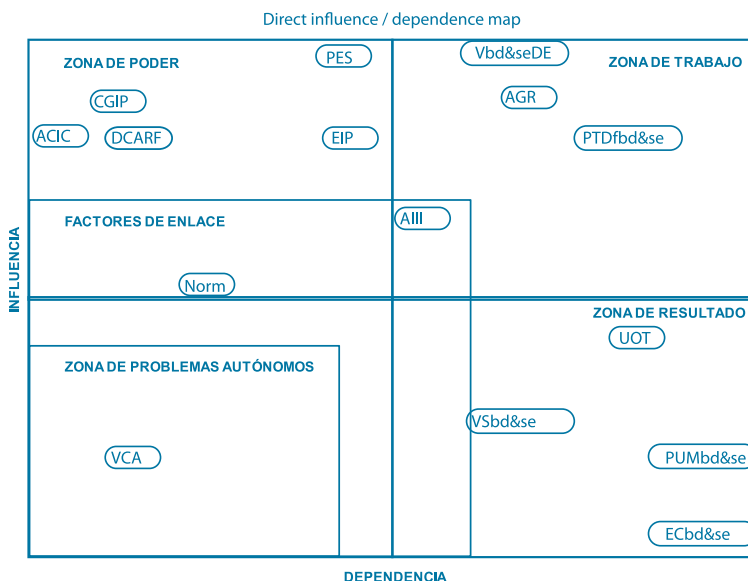 Direct influence / dependence map
ZONA DE PODER
PES
Vbd&seDE
ZONA DE TRABAJO
CGIP
AGR
ACIC
DCARF
EIP
PTDfbd&se
FACTORES DE ENLACE
AIII
INFLUENCIA
Norm
ZONA DE RESULTADO
UOT
ZONA DE PROBLEMAS AUTÓNOMOS
VSbd&se
VCA
PUMbd&se
ECbd&se
DEPENDENCIA